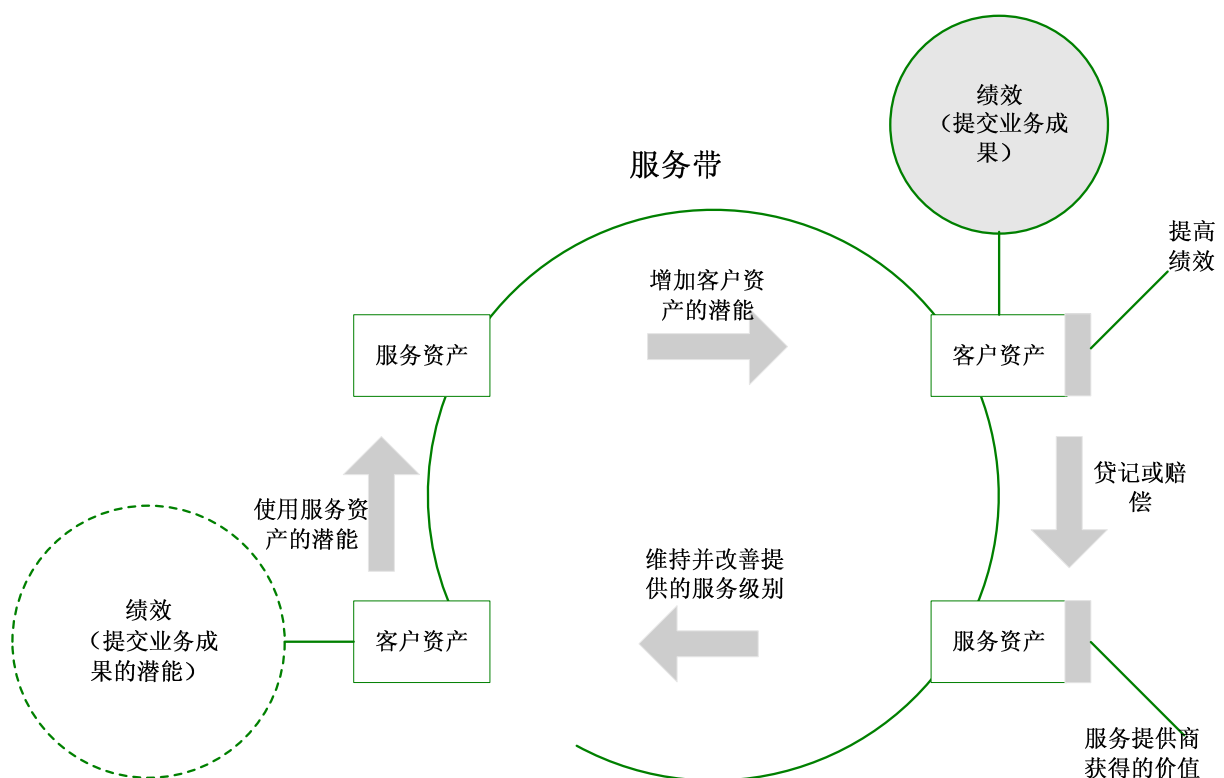 绩效
（提交业务成
果）
服务带
提高
绩效
增加客户资
产的潜能
服务资产
客户资产
贷记或赔
偿
使用服务资
产的潜能
维持并改善提
供的服务级别
绩效
（提交业务成
果的潜能）
客户资产
服务资产
服务提供商
获得的价值